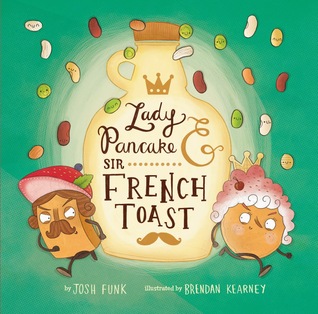 Lady
Pancake &
SIR
FRENCH
TOAST
by JOSH FUNK illustrated by BRENDAN KEARNEY